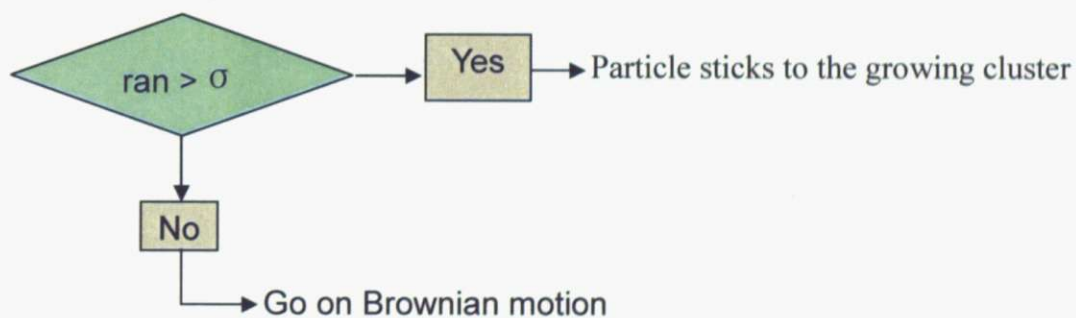 ran > σ
Yes
Particle sticks to the growing cluster
No
Go on Brownian motion